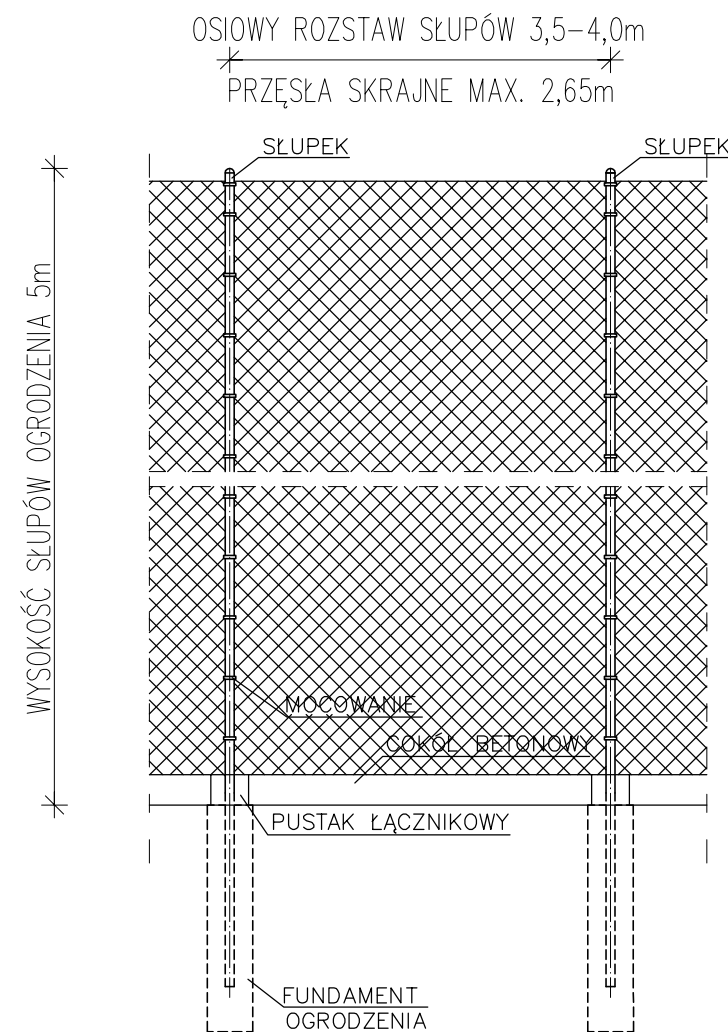 OSIOWY ROZSTAW SŁUPÓW 3,5-4,0m
PRZĘSŁA SKRAJNE MAX. 2,65m
SŁUPEK
SŁUPEK
WYSOKOŚĆ SŁUPÓW OGRODZENIA 5m
MOCOWANIE
COKÓŁ BETONOWY
PUSTAK ŁĄCZNIKOWY
FUNDAMENT
OGRODZENIA